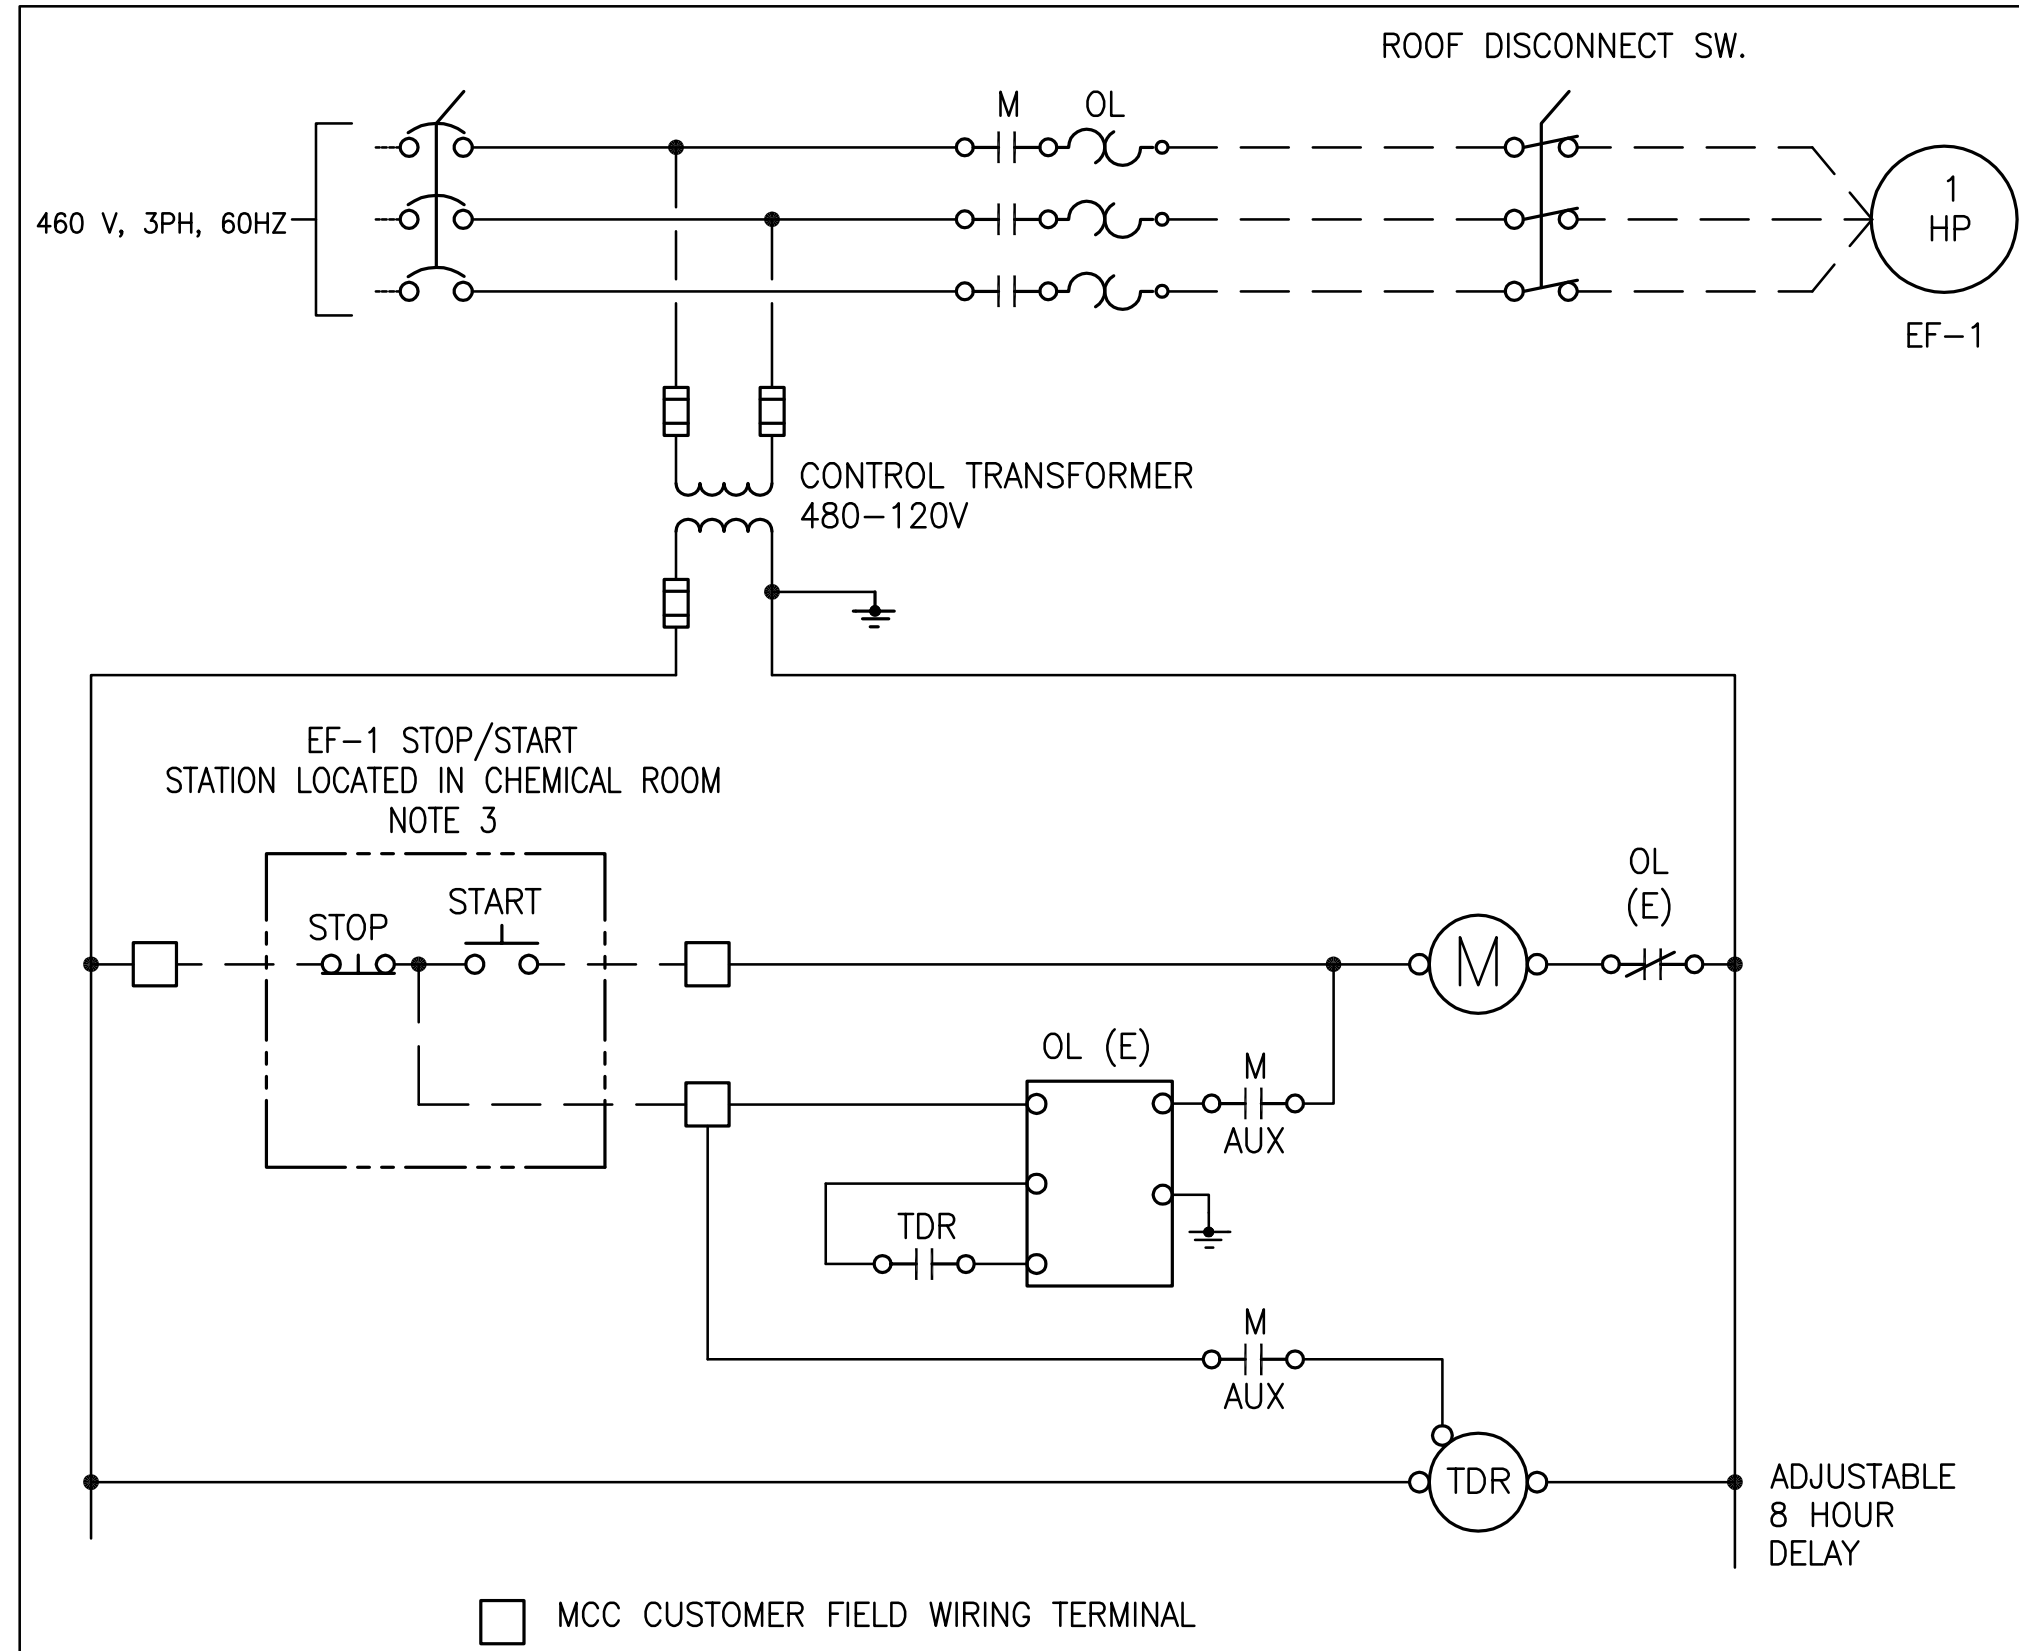 ROOF DISCONNECT SW.
M
OL
460 V, 3PH, 60HZ
1
HP
EF-1
CONTROL TRANSFORMER
480-120V
EF-1 STOP/START
STATION LOCATED IN CHEMICAL ROOM
NOTE 3
STOP
START
M
OL
(E)
OL (E)
M
AUX
TDR
M
AUX
TDR
ADJUSTABLE
8 HOUR
DELAY
MCC CUSTOMER FIELD WIRING TERMINAL